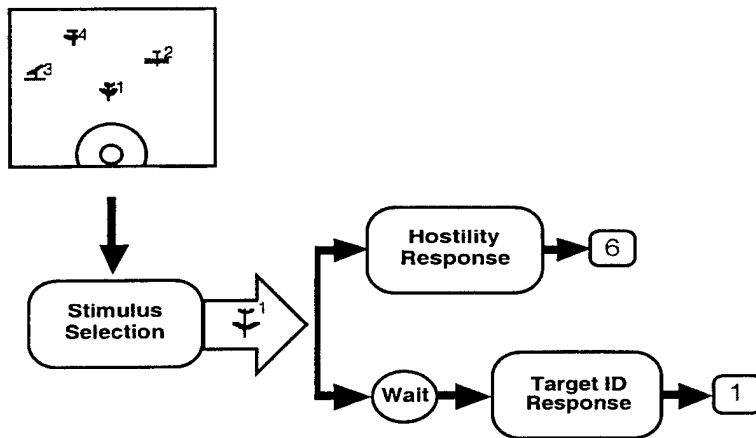 4
2
3
1
Hostility
Response
6
Stimulus
Selection
1
Wait
Target ID
Response
1